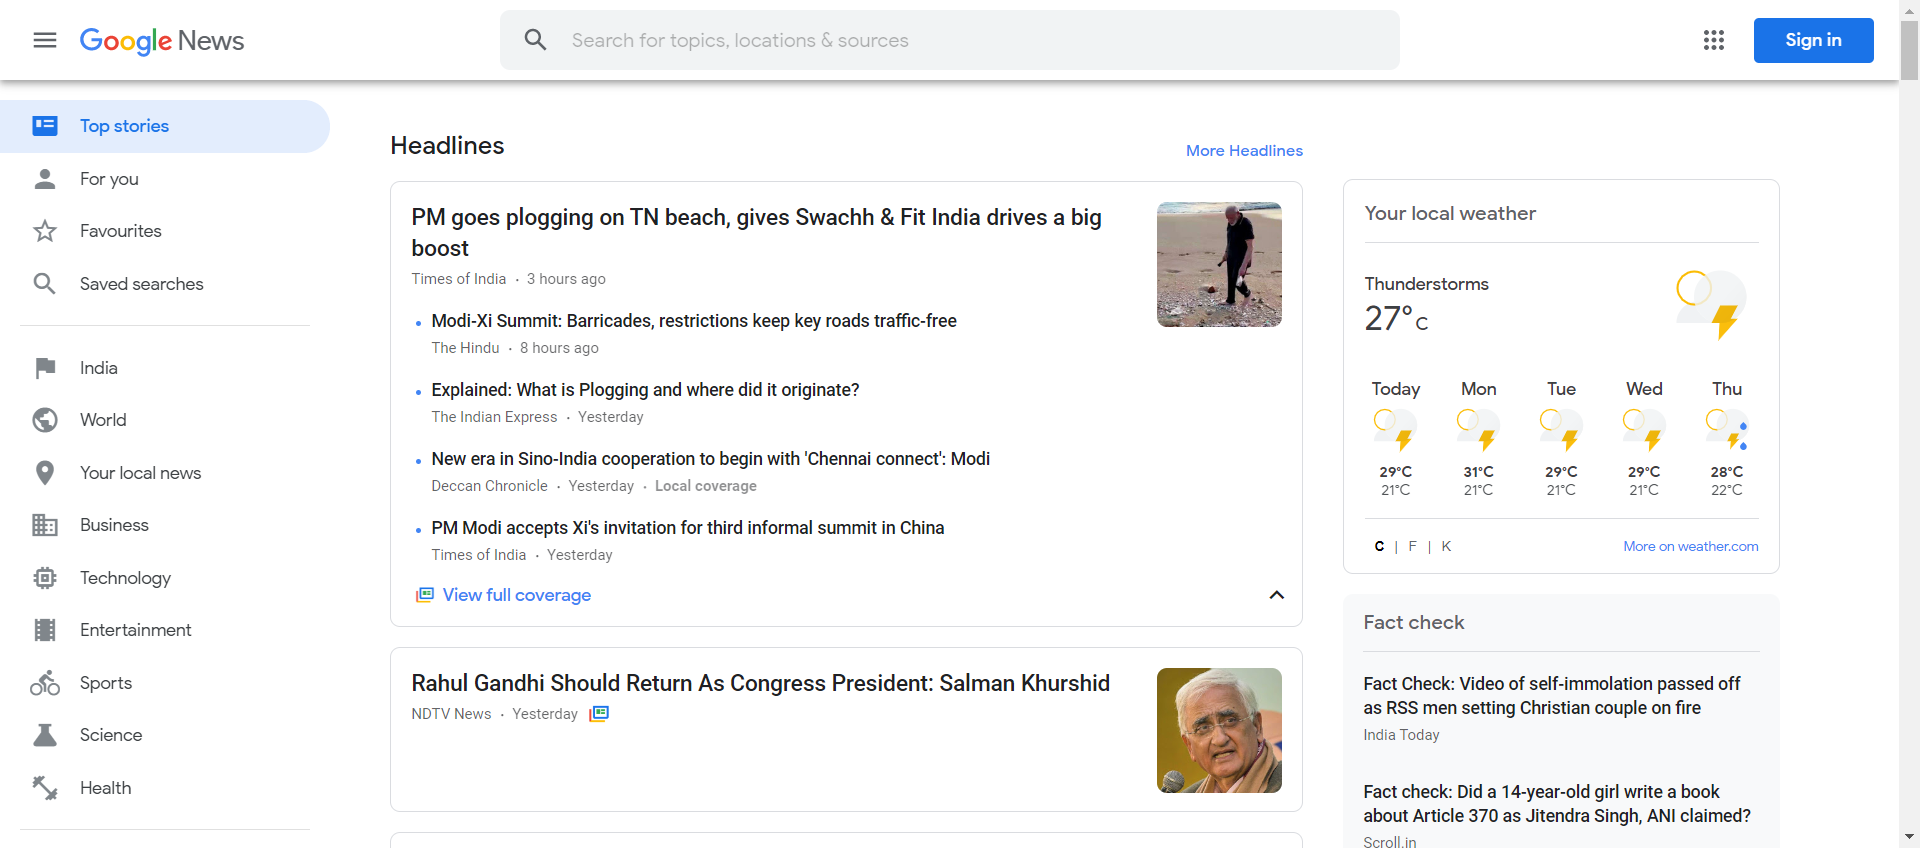 Google News
Search for topics, locations & sources
Sign in
Top stories
For you
Favourites
Saved searches
India
World
Your local news
Business
Technology
Entertainment
Sports
Science
Health
Headlines
More Headlines
PM goes plogging on TN beach, gives Swachh & Fit India drives a big
boost
Times of India · 3 hours ago
Modi-Xi Summit: Barricades, restrictions keep key roads traffic-free
The Hindu · 8 hours ago
Explained: What is Plogging and where did it originate?
The Indian Express · Yesterday
New era in Sino-India cooperation to begin with 'Chennai connect': Modi
Deccan Chronicle · Yesterday · Local coverage
PM Modi accepts Xi's invitation for third informal summit in China
Times of India · Yesterday
View full coverage
Rahul Gandhi Should Return As Congress President: Salman Khurshid
NDTV News · Yesterday
Your local weather
Thunderstorms
27° C
Today Mon Tue Wed Thu
29°C 31°C 29°C 29°C 28°C
21°C 21°C 21°C 21°C 22°C
C | F | K
More on weather.com
Fact check
Fact Check: Video of self-immolation passed off
as RSS men setting Christian couple on fire
India Today
Fact check: Did a 14-year-old girl write a book
about Article 370 as Jitendra Singh, ANI claimed?
Scroll.in